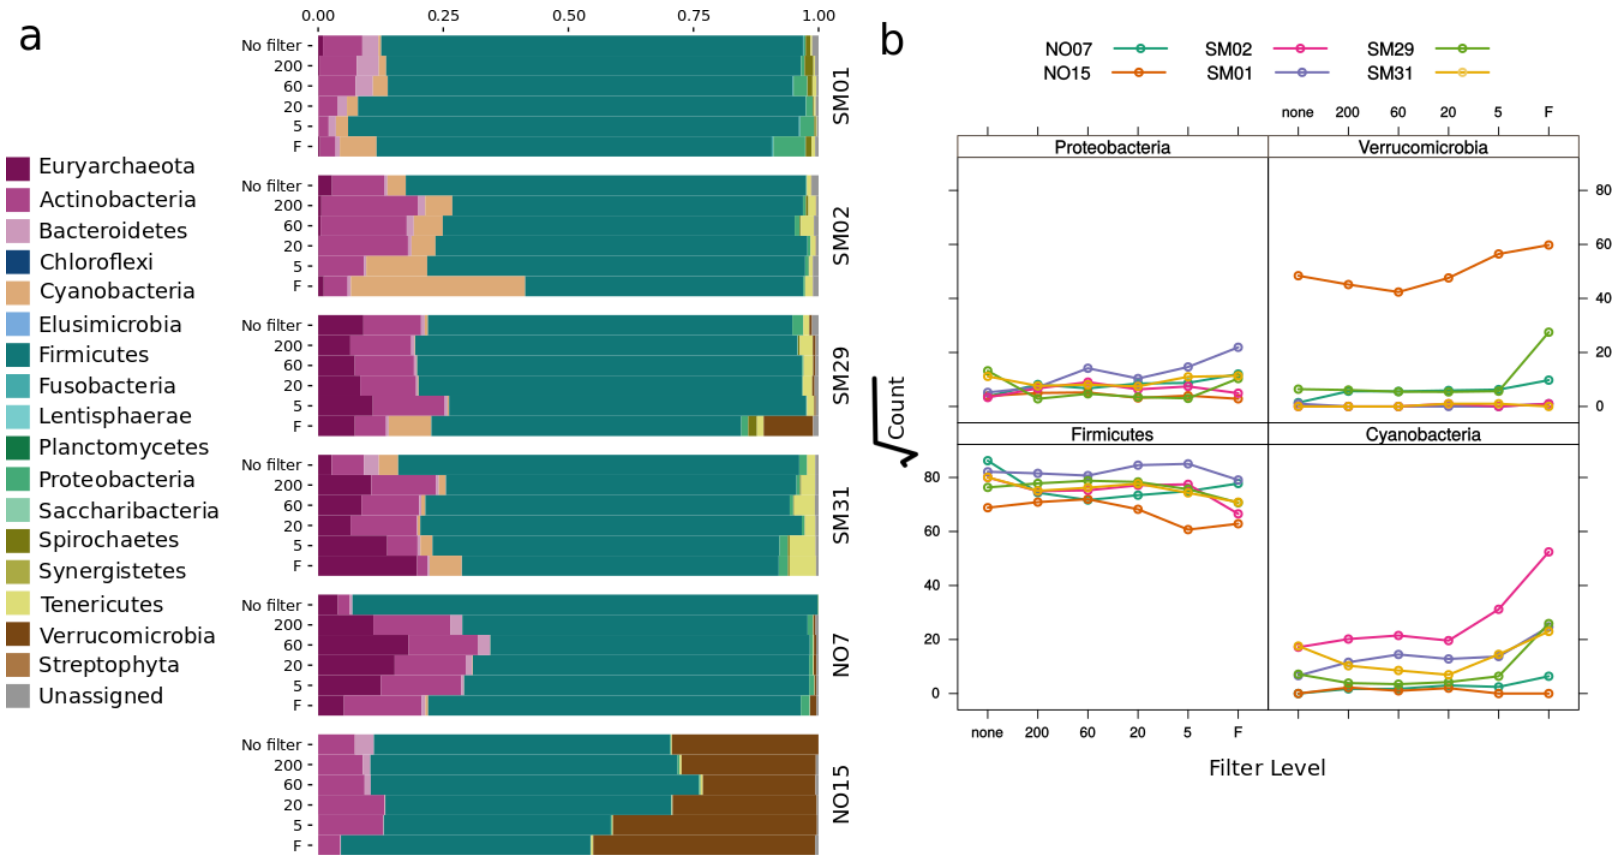 a
0.00 0.25 0.50 0.75 1.00
No filter
200
60
20
5
F
SM01
No filter
200
60
20
5
F
SM02
No filter
200
60
20
5
F
SM29
No filter
200
60
20
5
F
SM31
No filter
200
60
20
5
F
NO7
No filter
200
60
20
5
F
NO15
Euryarchaeota
Actinobacteria
Bacteroidetes
Chloroflexi
Cyanobacteria
Elusimicrobia
Firmicutes
Fusobacteria
Lentisphaerae
Planctomycetes
Proteobacteria
Saccharibacteria
Spirochaetes
Synergistetes
Tenericutes
Verrucomicrobia
Streptophyta
Unassigned
b
NO07 SM02 SM29
NO15 SM01 SM31
none 200 60 20 5 F
Proteobacteria Verrucomicrobia
80
60
40
20
0
Firmicutes Cyanobacteria
80
60
40
20
0
√Count
none 200 60 20 5 F
Filter Level